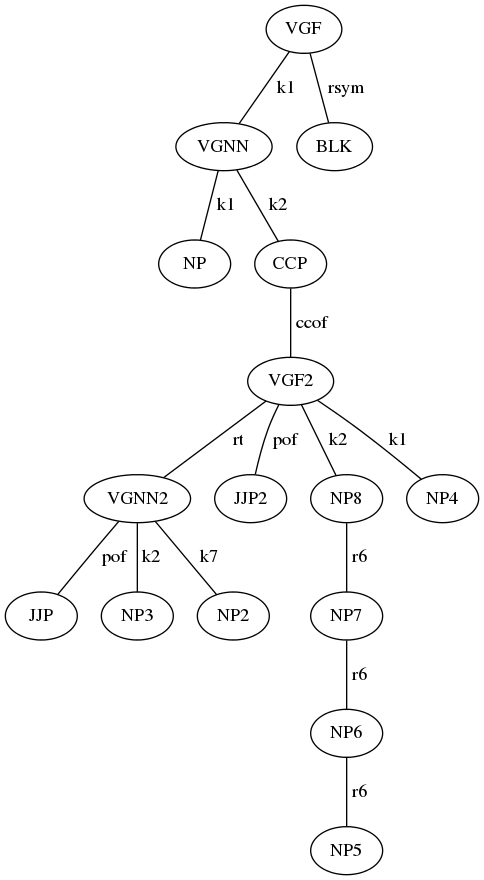 VGF
k1 rsym
VGNN BLK
k1 k2
NP CCP
ccof
VGF2
rt pof k2 k1
VGNN2 JJP2 NP8 NP4
pof k2 k7 r6
JJP NP3 NP2 NP7
r6
NP6
r6
NP5